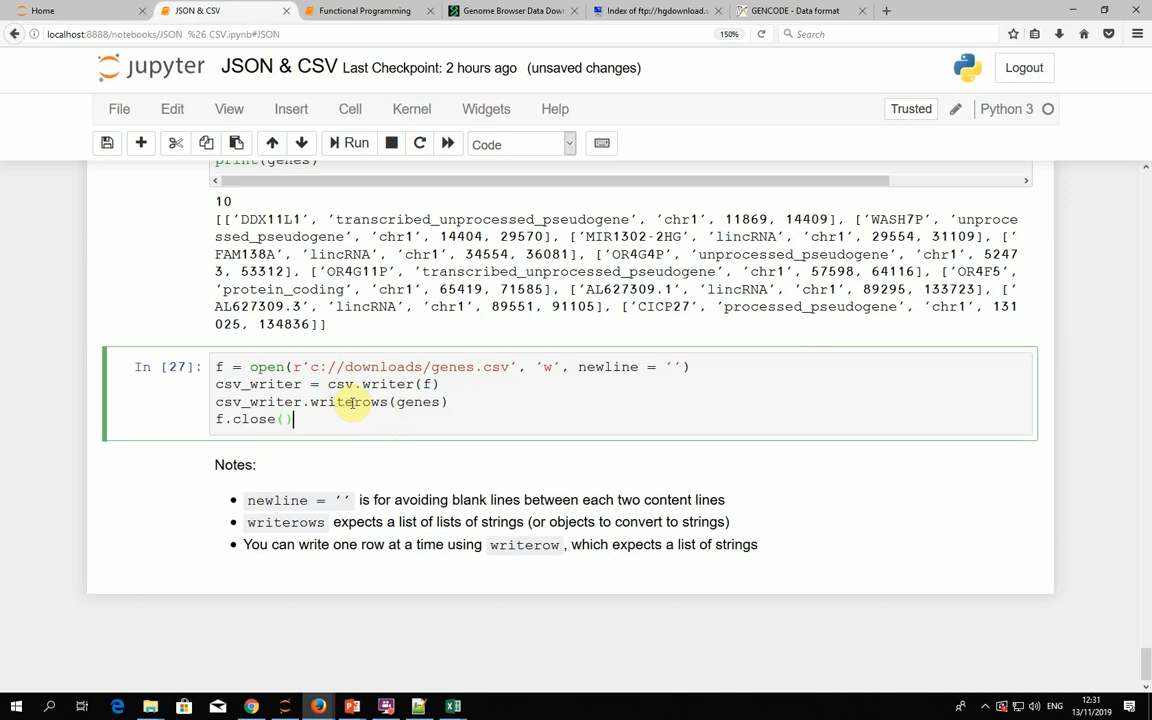 Home
JSON & CSV
Functional Programming
Genome Browser Data Dow
Index of ftp://hgdownload.s
GENCODE - Data format
localhost:8888/notebooks/JSON %26 CSV.ipynb#JSON
150%
Search
jupyter JSON & CSV Last Checkpoint: 2 hours ago (unsaved changes)
Logout
File Edit View Insert Cell Kernel Widgets Help
Trusted
Python 3
Run
Code
print(genes)
10
[['DDX11L1', 'transcribed_unprocessed_pseudogene', 'chr1', 11869, 14409], ['WASH7P', 'unproce
ssed_pseudogene', 'chr1', 14404, 29570], ['MIR1302-2HG', 'lincRNA', 'chr1', 29554, 31109], ['
FAM138A', 'lincRNA', 'chr1', 34554, 36081], ['OR4G4P', 'unprocessed_pseudogene', 'chr1', 5247
3, 53312], ['OR4G11P', 'transcribed_unprocessed_pseudogene', 'chr1', 57598, 64116], ['OR4F5',
'protein_coding', 'chr1', 65419, 71585], ['AL627309.1', 'lincRNA', 'chr1', 89295, 133723], ['
AL627309.3', 'lincRNA', 'chr1', 89551, 91105], ['CICP27', 'processed_pseudogene', 'chr1', 131
025, 134836]]
In [27]:
f = open(r'c://downloads/genes.csv', 'w', newline = '')
csv_writer = csv.writer(f)
csv_writer.writerows(genes)
f.close()
Notes:
newline = '' is for avoiding blank lines between each two content lines
writerows expects a list of lists of strings (or objects to convert to strings)
You can write one row at a time using writerow, which expects a list of strings
ENG
12:31
13/11/2019